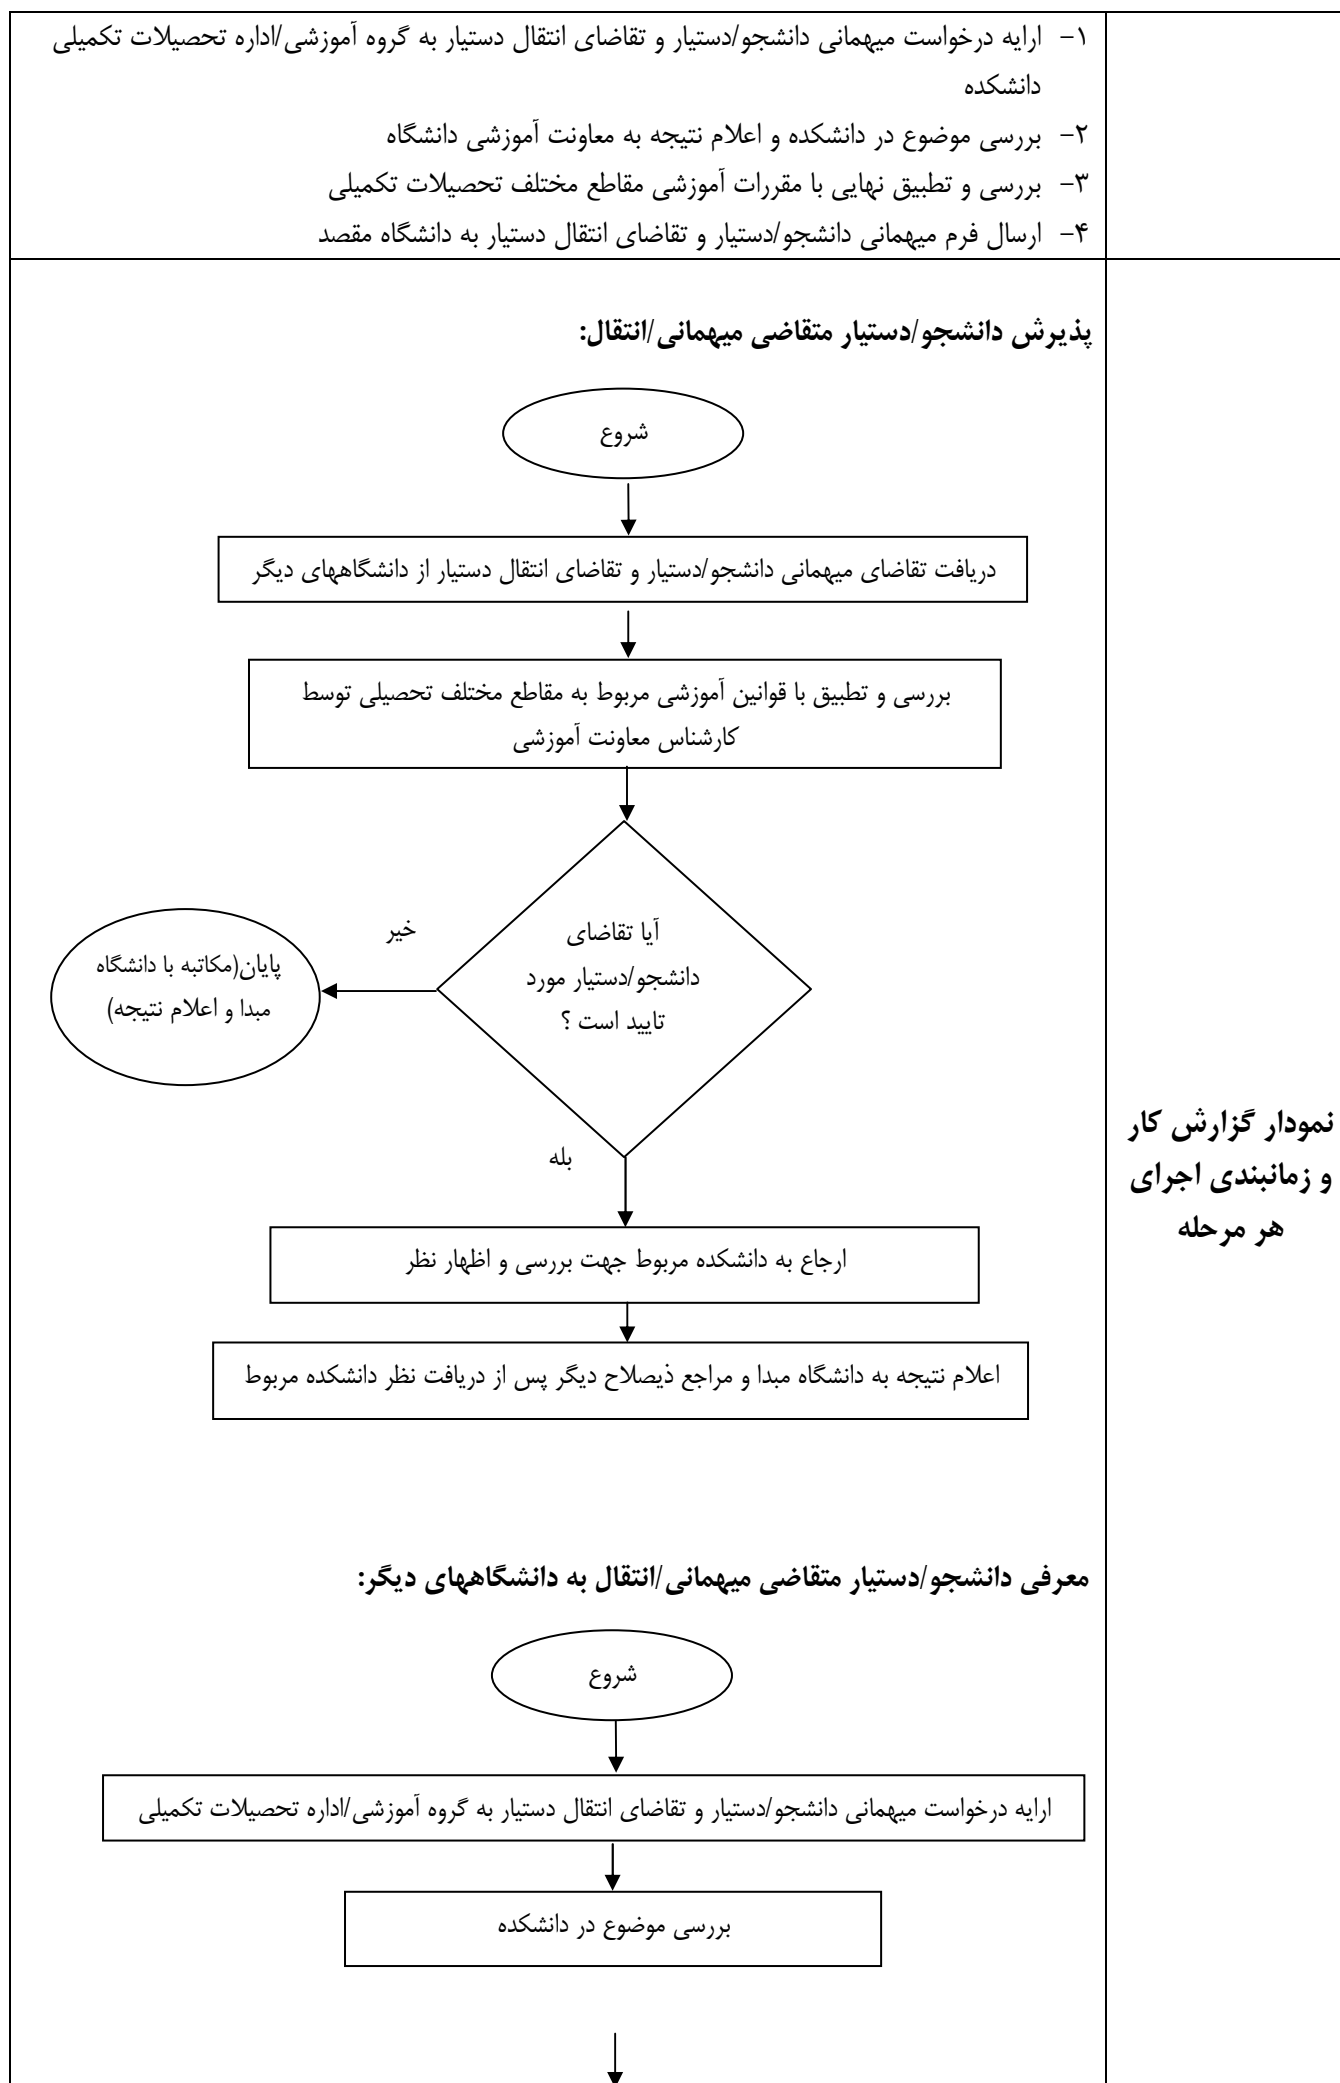 ۱- ارایه درخواست میهمانی دانشجو/دستیار و تقاضای انتقال دستیار به گروه آموزشی/اداره تحصیلات تکمیلی
دانشکده
۲- بررسی موضوع در دانشکده و اعلام نتیجه به معاونت آموزشی دانشگاه
۳- بررسی و تطبیق نهایی با مقررات آموزشی مقاطع مختلف تحصیلات تکمیلی
۴- ارسال فرم میهمانی دانشجو/دستیار و تقاضای انتقال دستیار به دانشگاه مقصد
نمودار گزارش کار
و زمانبندی اجرای
هر مرحله
پذیرش دانشجو/دستیار متقاضی میهمانی/انتقال:
شروع
دریافت تقاضای میهمانی دانشجو/دستیار و تقاضای انتقال دستیار از دانشگاههای دیگر
بررسی و تطبیق با قوانین آموزشی مربوط به مقاطع مختلف تحصیلی توسط
کارشناس معاونت آموزشی
آیا تقاضای
دانشجو/دستیار مورد
تایید است ؟
خیر
پایان(مکاتبه با دانشگاه
مبدا و اعلام نتیجه)
بله
ارجاع به دانشکده مربوط جهت بررسی و اظهار نظر
اعلام نتیجه به دانشگاه مبدا و مراجع ذیصلاح دیگر پس از دریافت نظر دانشکده مربوط
معرفی دانشجو/دستیار متقاضی میهمانی/انتقال به دانشگاههای دیگر:
شروع
ارایه درخواست میهمانی دانشجو/دستیار و تقاضای انتقال دستیار به گروه آموزشی/اداره تحصیلات تکمیلی
بررسی موضوع در دانشکده